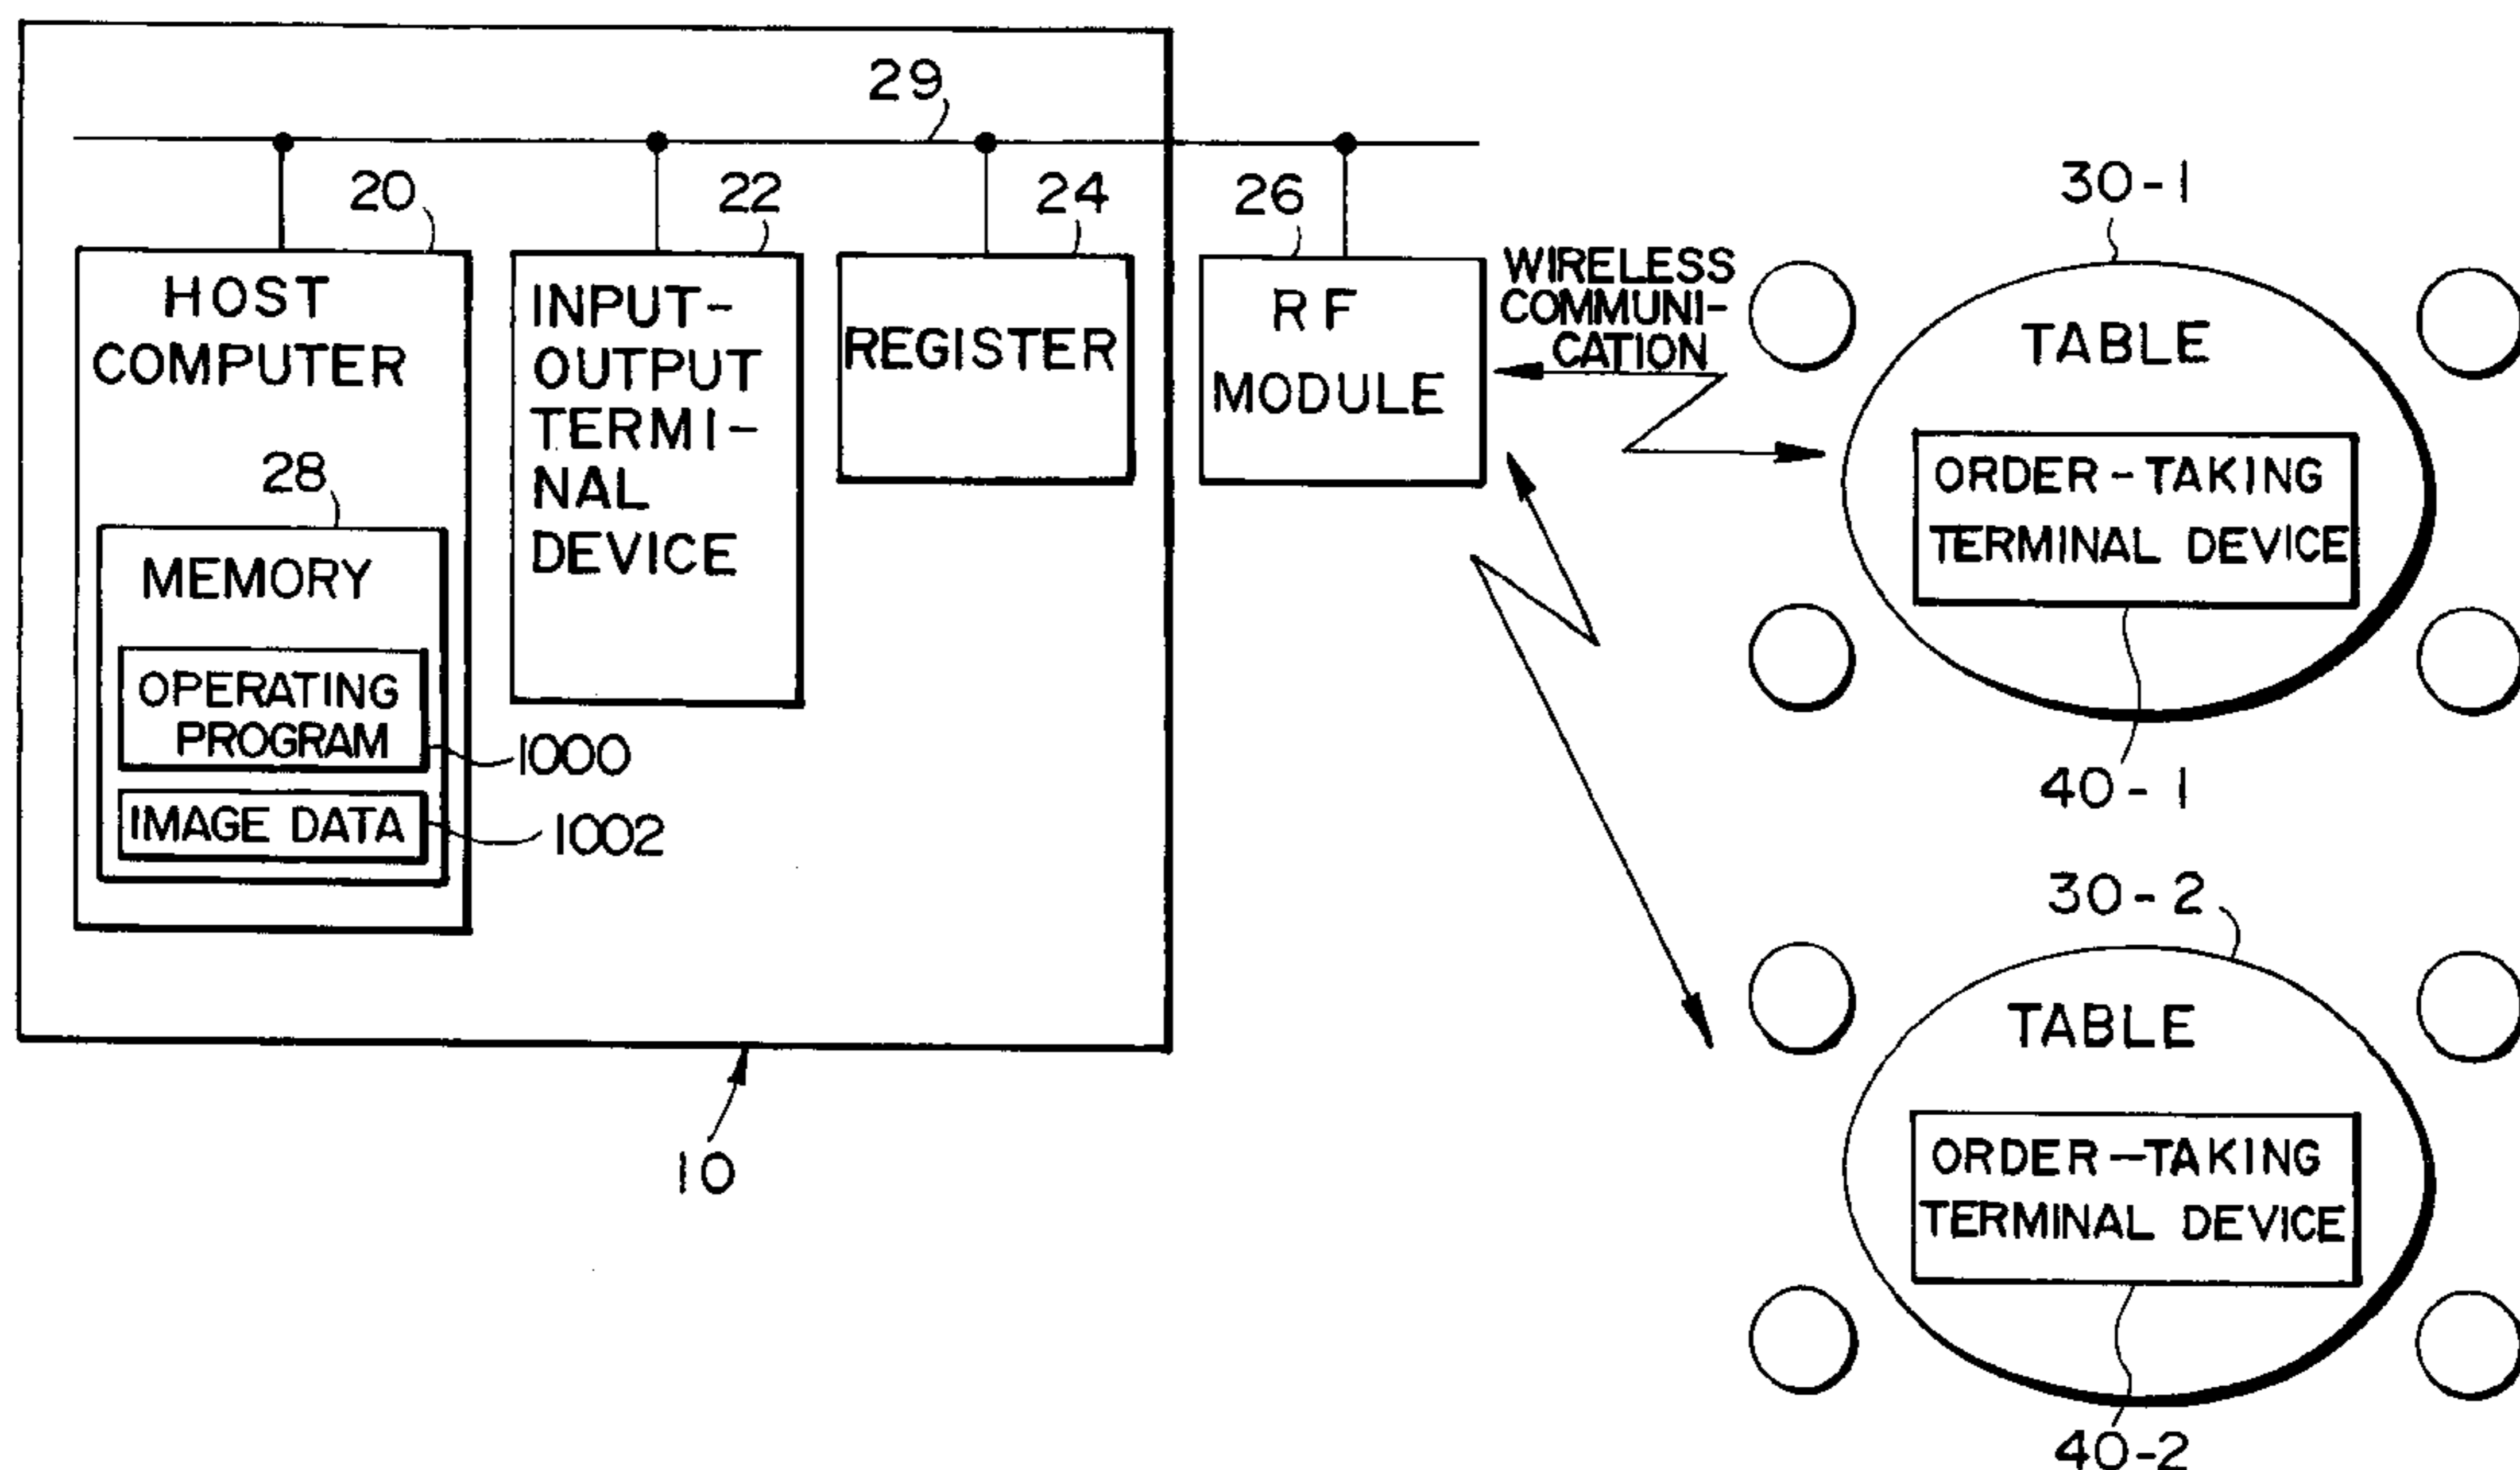 29
20
22
24
26
30-1
HOST
COMPUTER
28
MEMORY
OPERATING
PROGRAM
1000
IMAGE DATA
1002
INPUT-
OUTPUT
TERMI-
NAL
DEVICE
REGISTER
RF
MODULE
WIRELESS
COMMUNI-
CATION
TABLE
ORDER-TAKING
TERMINAL DEVICE
40-1
30-2
TABLE
ORDER-TAKING
TERMINAL DEVICE
40-2
10